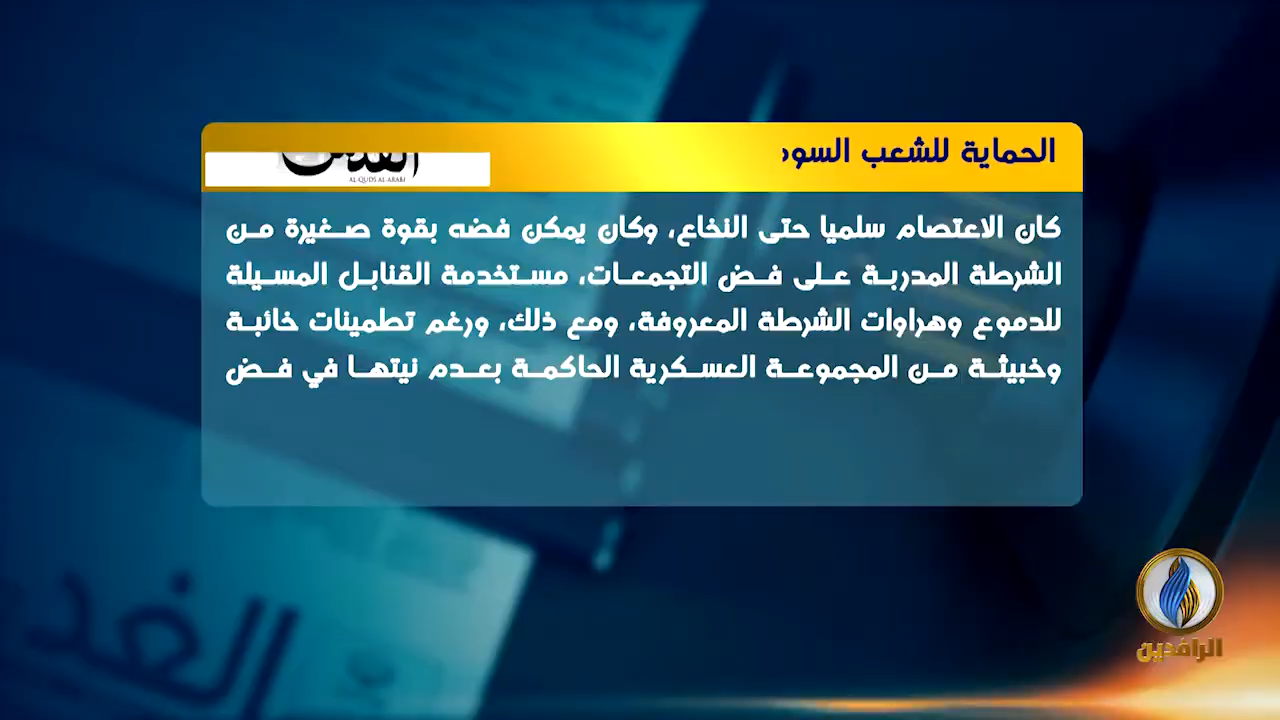 الحماية للشعب السود
AL-QUDS AL-ARABI
كان الاعتصام سلميا حتى النخاع، وكان يمكن فضه بقوة صغيرة من
الشرطة المدربة على فض التجمعات، مستخدمة القنابل المسيلة
للدموع وهراوات الشرطة المعروفة، ومع ذلك، ورغم تطمينات خائبة
وخبيثة من المجموعة العسكرية الحاكمة بعدم نيتها في فض
الغد
الرافدين